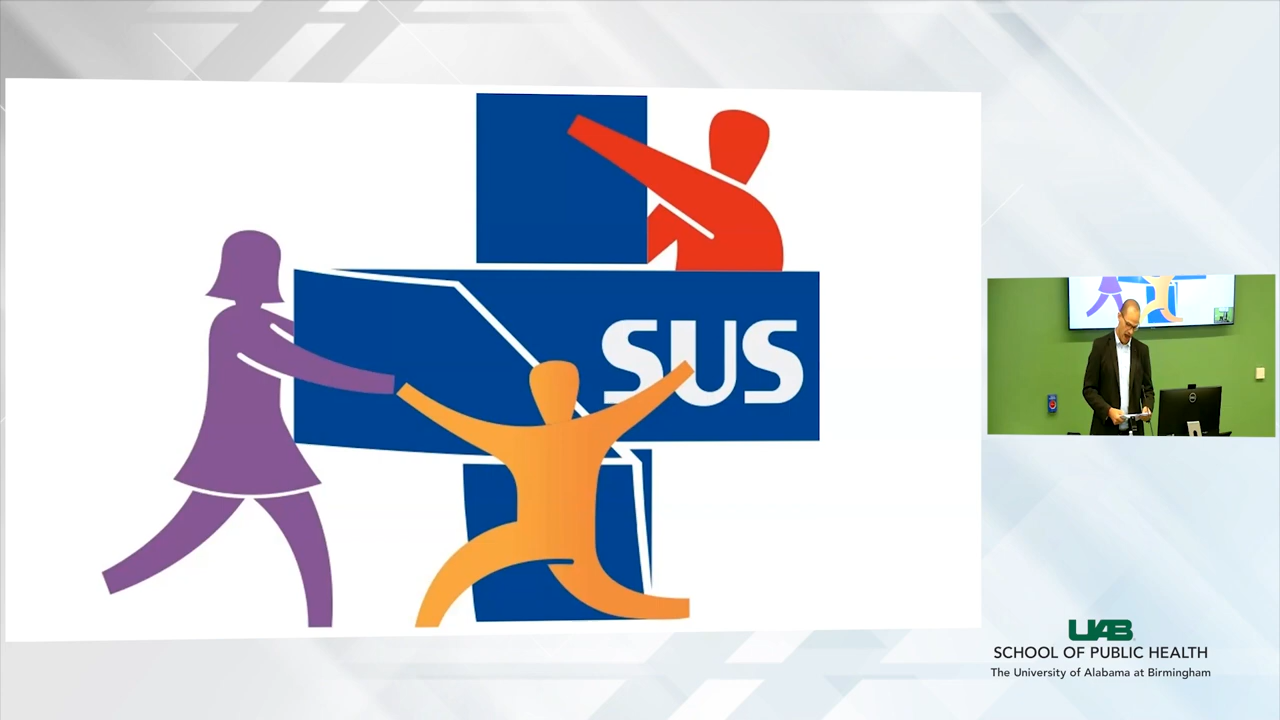 SUS
UAB
SCHOOL OF PUBLIC HEALTH
The University of Alabama at Birmingham